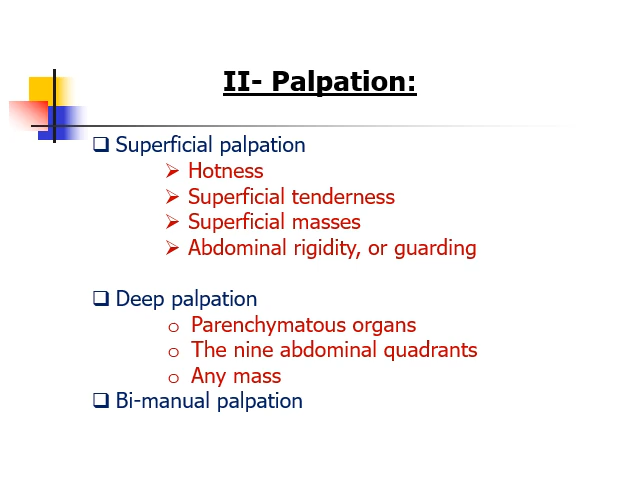 II- Palpation:
❑ Superficial palpation
➢ Hotness
➢ Superficial tenderness
➢ Superficial masses
➢ Abdominal rigidity, or guarding
❑ Deep palpation
o Parenchymatous organs
o The nine abdominal quadrants
o Any mass
❑ Bi-manual palpation